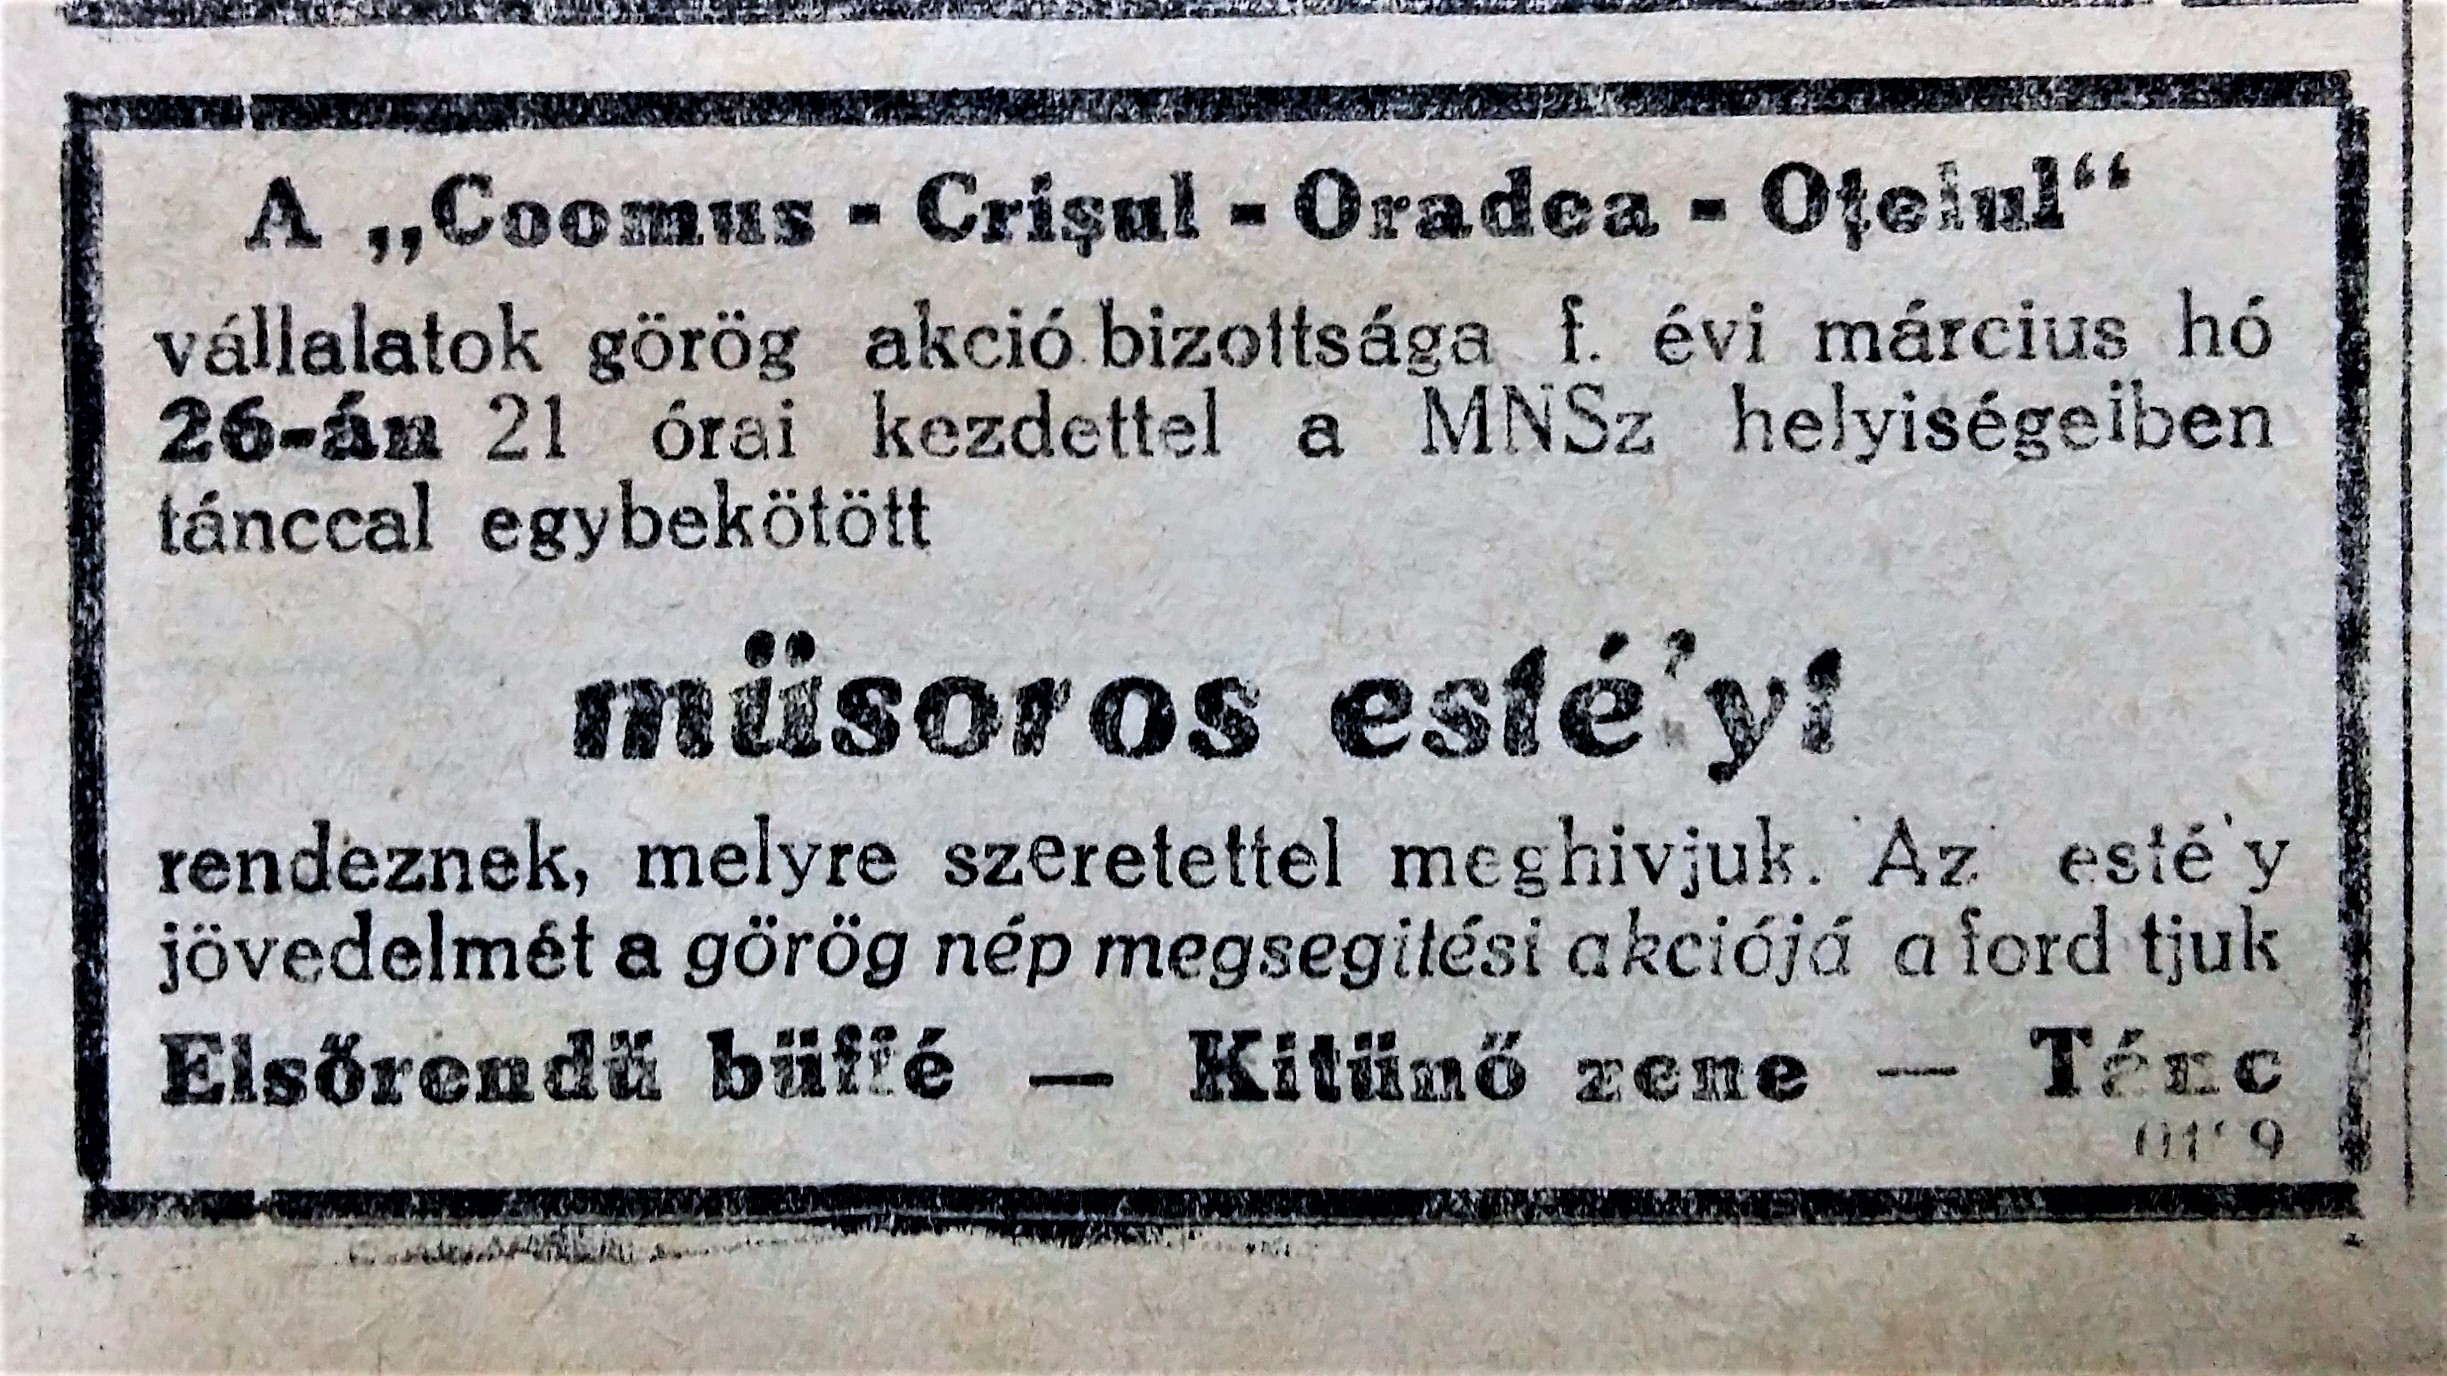 A „Coomus - Crişul - Oradea - Oţelul“
vállalatok görög akció bizottsága f. évi március hó
26-án 21 órai kezdettel a MNSz helyiségeiben
tánccal egybekötött
müsoros esté'yt
rendeznek, melyre szeretettel meghivjuk. Az esté'y
jövedelmét a görög nép megsegitési akciójá a ford tjuk
Elsőrendü büffé — Kitünő zene — Tánc